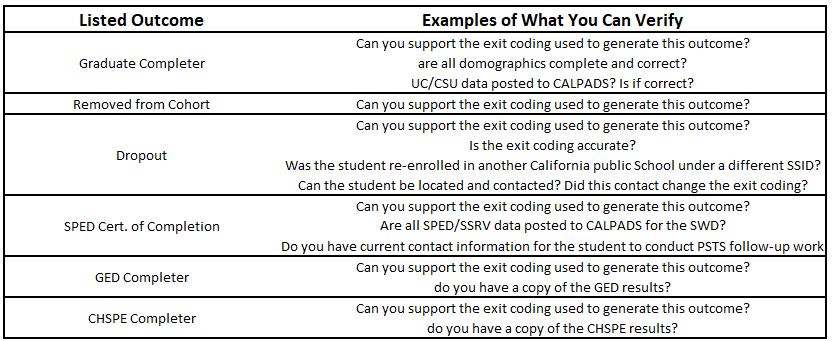 Listed Outcome Examples of What You Can Verify
Can you support the exit coding used to generate this outcome?
Graduate Completer are all domographics complete and correct?
UC/CSU data posted to CALPADS? Is if correct?
Removed from Cohort Can you support the exit coding used to generate this outcome?
Can you support the exit coding used to generate this outcome?
Is the exit coding accurate?
Dropout
Was the student re-enrolled in another California public School under a different SSID?
Can the student be located and contacted? Did this contact change the exit coding?
Can you support the exit coding used to generate this outcome?
SPED Cert. of Completion Are all SPED/SSRV data posted to CALPADS for the SWD?
Do you have current contact information for the student to conduct PSTS follow-up work
GED Completer
Can you support the exit coding used to generate this outcome?
do you have a copy of the GED results?
CHSPE Completer
Can you support the exit coding used to generate this outcome?
do you have a copy of the CHSPE results?